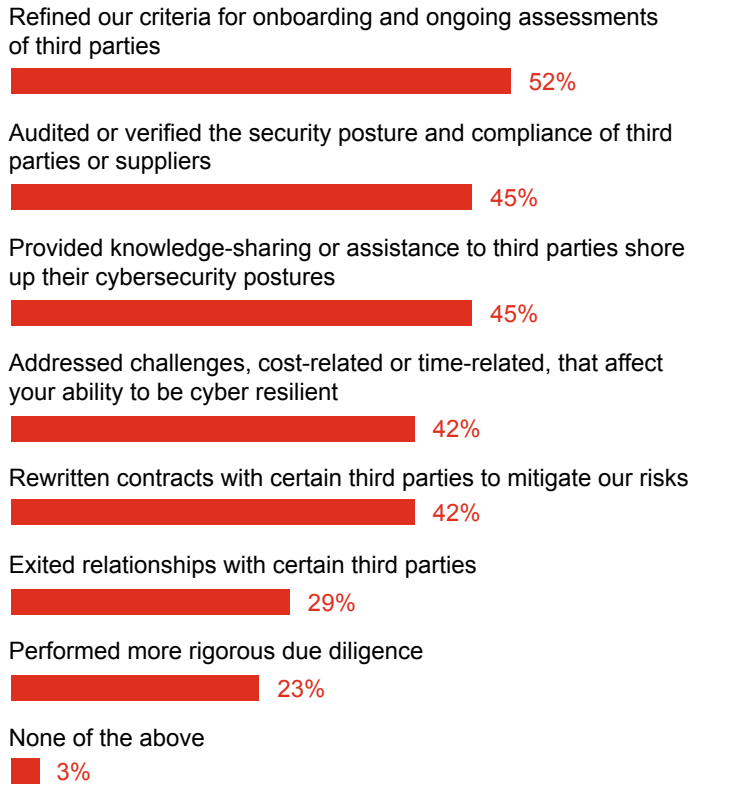 Refined our criteria for onboarding and ongoing assessments
of third parties
52%
Audited or verified the security posture and compliance of third
parties or suppliers
45%
Provided knowledge-sharing or assistance to third parties shore
up their cybersecurity postures
45%
Addressed challenges, cost-related or time-related, that affect
your ability to be cyber resilient
42%
Rewritten contracts with certain third parties to mitigate our risks
42%
Exited relationships with certain third parties
29%
Performed more rigorous due diligence
23%
None of the above
3%